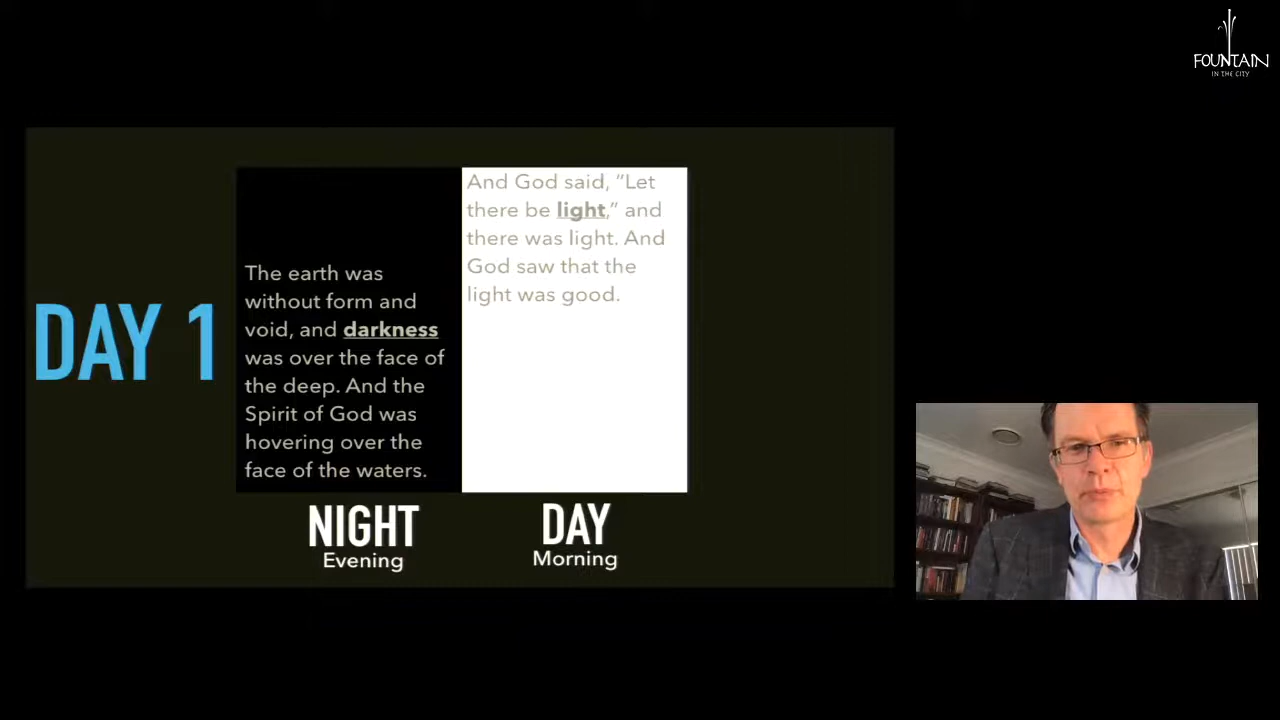 FOUNTAIN
IN THE CITY
DAY 1
The earth was
without form and
void, and darkness
was over the face of
the deep. And the
Spirit of God was
hovering over the
face of the waters.
And God said, “Let
there be light,” and
there was light. And
God saw that the
light was good.
NIGHT
Evening
DAY
Morning